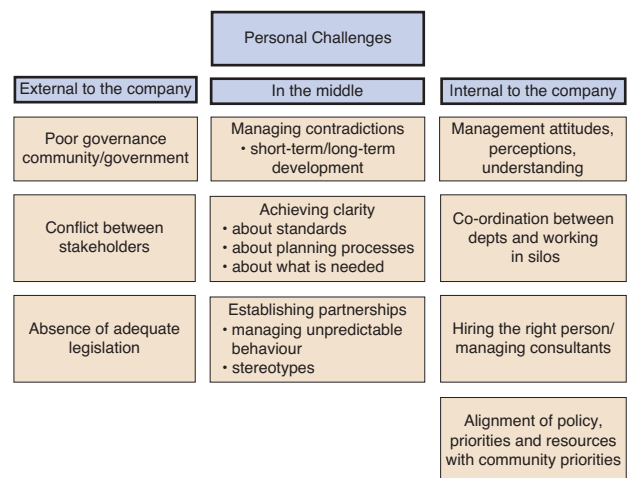 Personal Challenges
External to the company
Poor governance
community/government
Conflict between
stakeholders
Absence of adequate
legislation
In the middle
Managing contradictions
• short-term/long-term
development
Achieving clarity
• about standards
• about planning processes
• about what is needed
Establishing partnerships
• managing unpredictable
behaviour
• stereotypes
Internal to the company
Management attitudes,
perceptions,
understanding
Co-ordination between
depts and working
in silos
Hiring the right person/
managing consultants
Alignment of policy,
priorities and resources
with community priorities